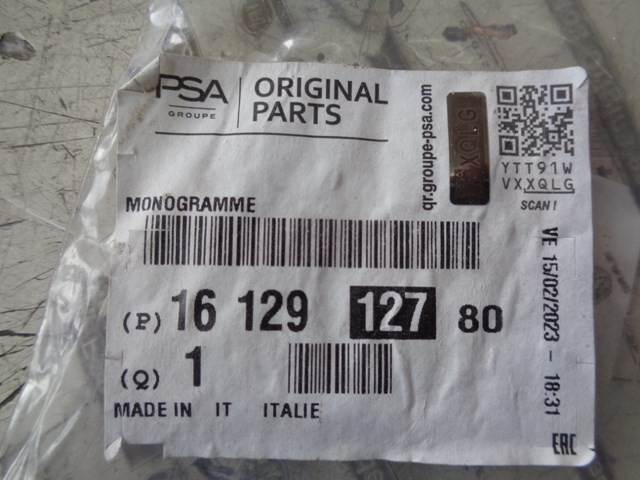 PSA
GROUPE
ORIGINAL
PARTS
qr.groupe-psa.com
XQLG
YTT91W
VXXQLG
SCAN !
MONOGRAMME
(P) 16 129 127 80
(Q) 1
MADE IN IT ITALIE
VE 15/02/2023 - 18:31
EAC